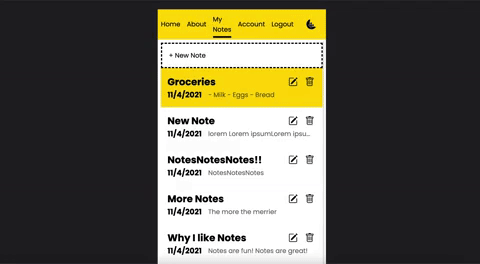 Home About My Notes Account Logout
+ New Note
Groceries
11/4/2021 - Milk - Eggs - Bread
New Note
11/4/2021 lorem Lorem ipsumLorem ipsu...
NotesNotesNotes!!
11/4/2021 NotesNotesNotes
More Notes
11/4/2021 The more the merrier
Why I like Notes
11/4/2021 Notes are fun! Notes are great!